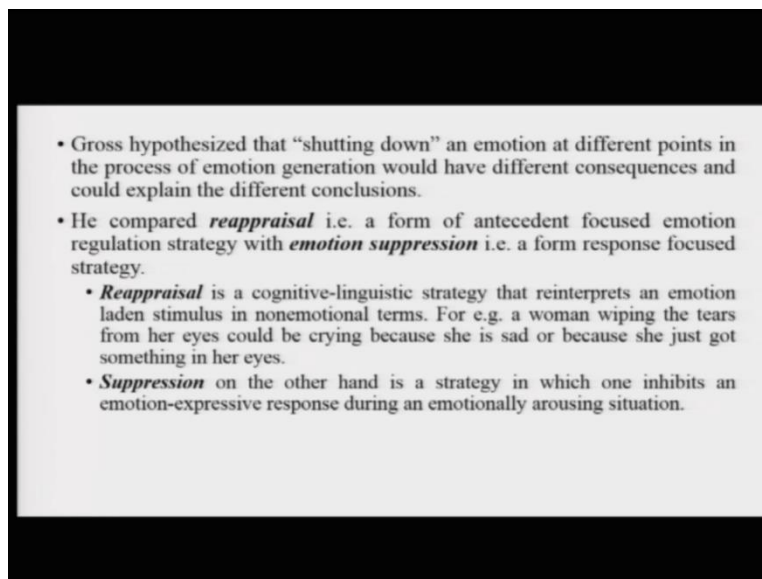 • Gross hypothesized that “shutting down” an emotion at different points in
the process of emotion generation would have different consequences and
could explain the different conclusions.
• He compared reappraisal i.e. a form of antecedent focused emotion
regulation strategy with emotion suppression i.e. a form response focused
strategy.
• Reappraisal is a cognitive-linguistic strategy that reinterprets an emotion
laden stimulus in nonemotional terms. For e.g. a woman wiping the tears
from her eyes could be crying because she is sad or because she just got
something in her eyes.
• Suppression on the other hand is a strategy in which one inhibits an
emotion-expressive response during an emotionally arousing situation.